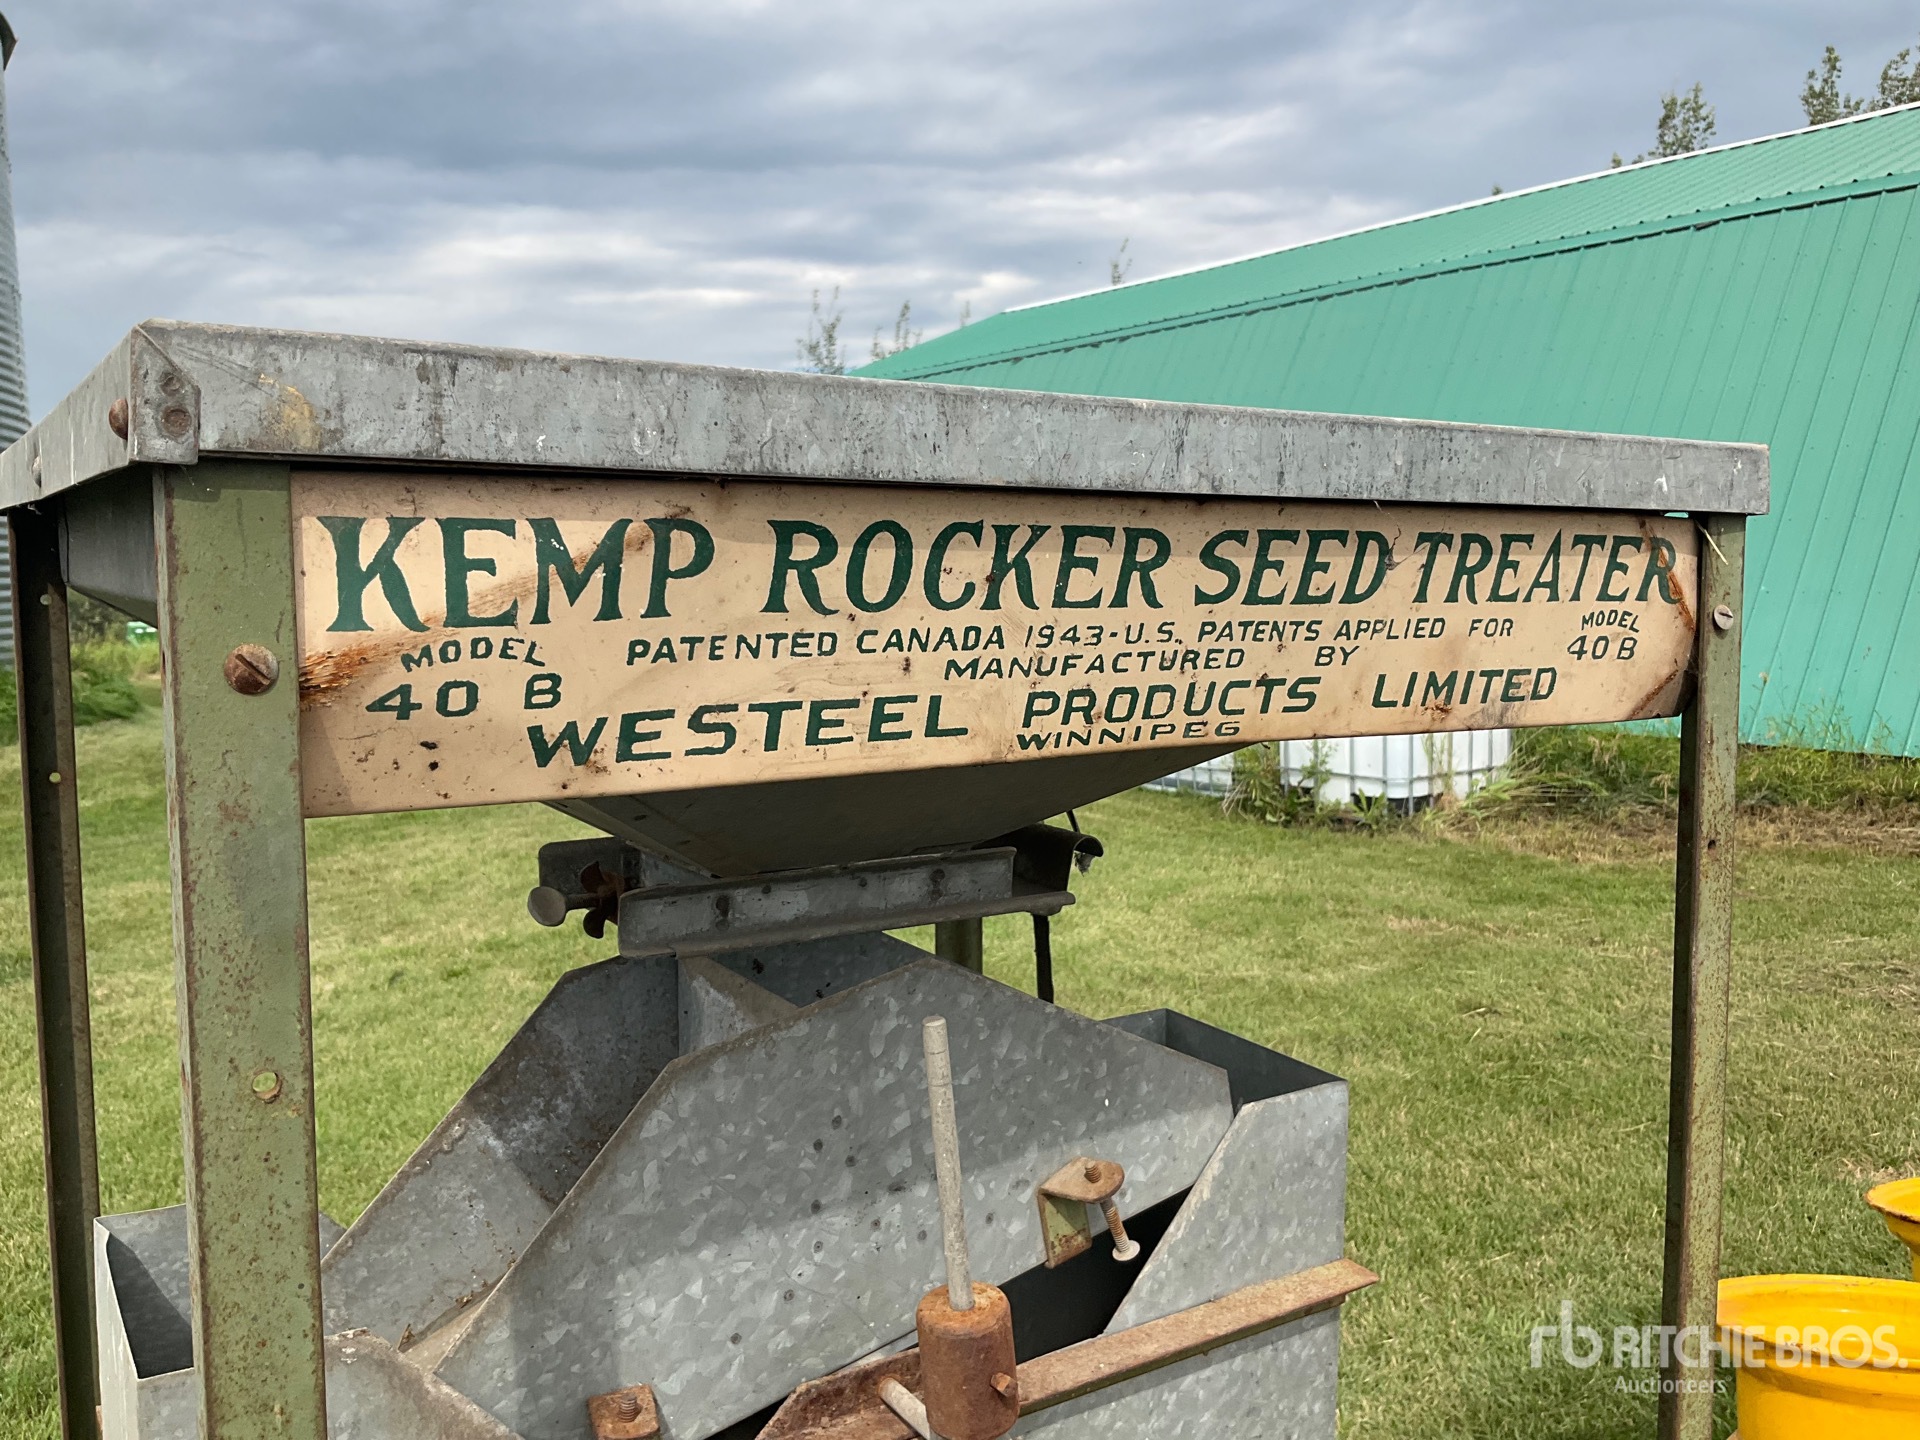 KEMP ROCKER SEED TREATER
MODEL 40 B
PATENTED CANADA 1943-U.S. PATENTS APPLIED FOR
MODEL 40 B
MANUFACTURED BY
WESTEEL PRODUCTS LIMITED
WINNIPEG
rb RITCHIE BROS.
Auctioneers